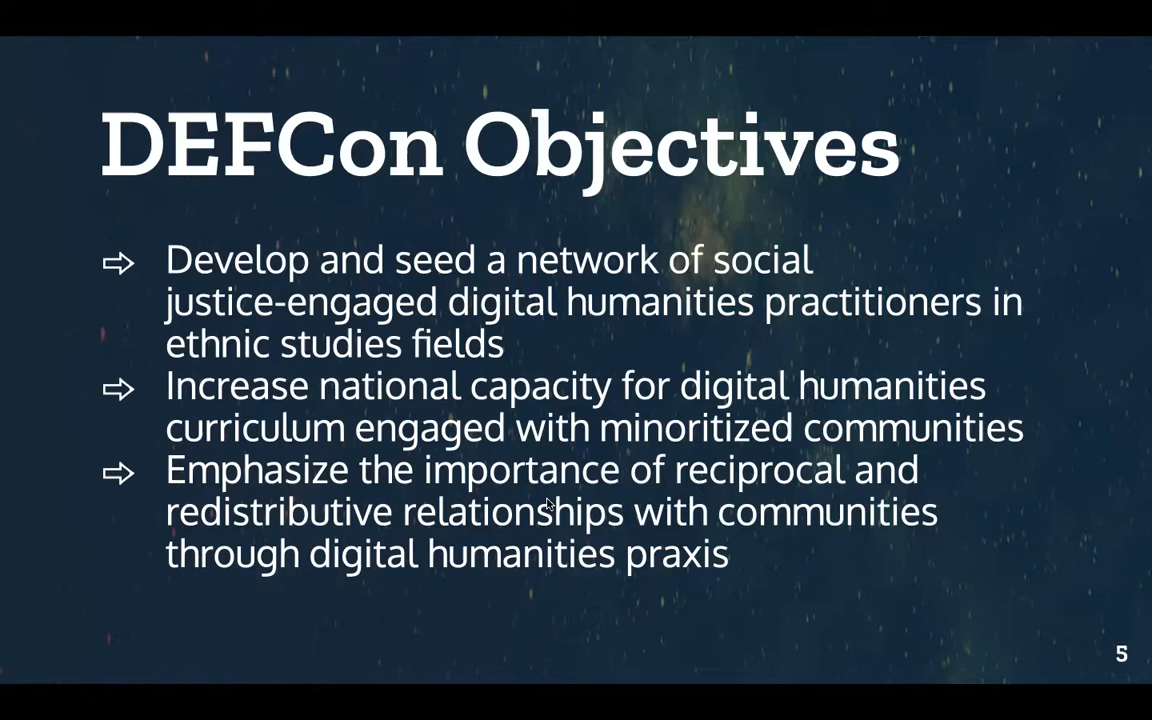 DEFCon Objectives
⇨ Develop and seed a network of social
justice-engaged digital humanities practitioners in
ethnic studies fields
⇨ Increase national capacity for digital humanities
curriculum engaged with minoritized communities
⇨ Emphasize the importance of reciprocal and
redistributive relationships with communities
through digital humanities praxis
5